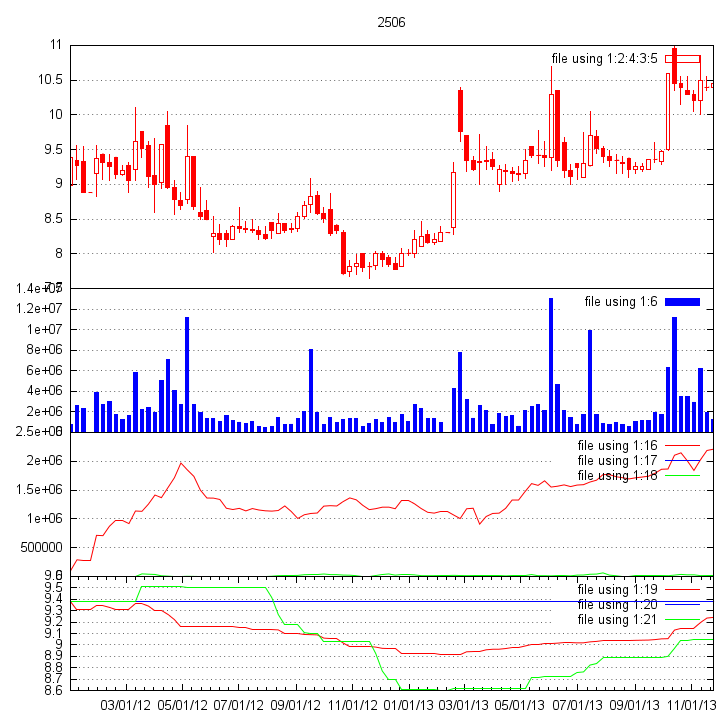 2506
11
file using 1:2:4:3:5
10.5
10
9.5
9
8.5
8
1.4e+07
file using 1:6
1.2e+07
1e+07
8e+06
6e+06
4e+06
2e+06
file using 1:16
2e+06
file using 1:17
file using 1:18
1.5e+06
1e+06
500000
9.5
file using 1:19
9.4
file using 1:20
9.3
file using 1:21
9.2
9.1
9
8.9
8.8
8.7
8.6
03/01/12 05/01/12 07/01/12 09/01/12 11/01/12 01/01/13 03/01/13 05/01/13 07/01/13 09/01/13 11/01/13